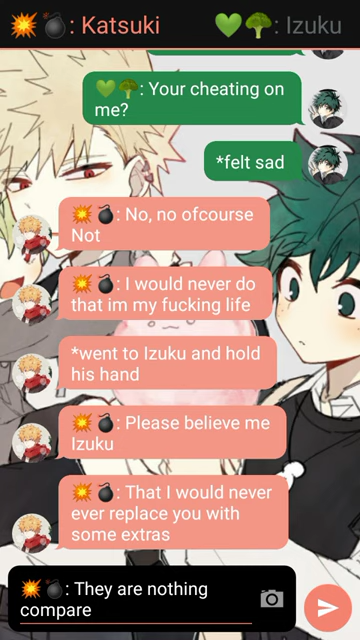 💥💣: Katsuki 💚🥦: Izuku
💚🥦: Your cheating on
me?
*felt sad
💥💣: No, no ofcourse
Not
💥💣: I would never do
that im my fucking life
*went to Izuku and hold
his hand
💥💣: Please believe me
Izuku
💥💣: That I would never
ever replace you with
some extras
💥💣: They are nothing
compare